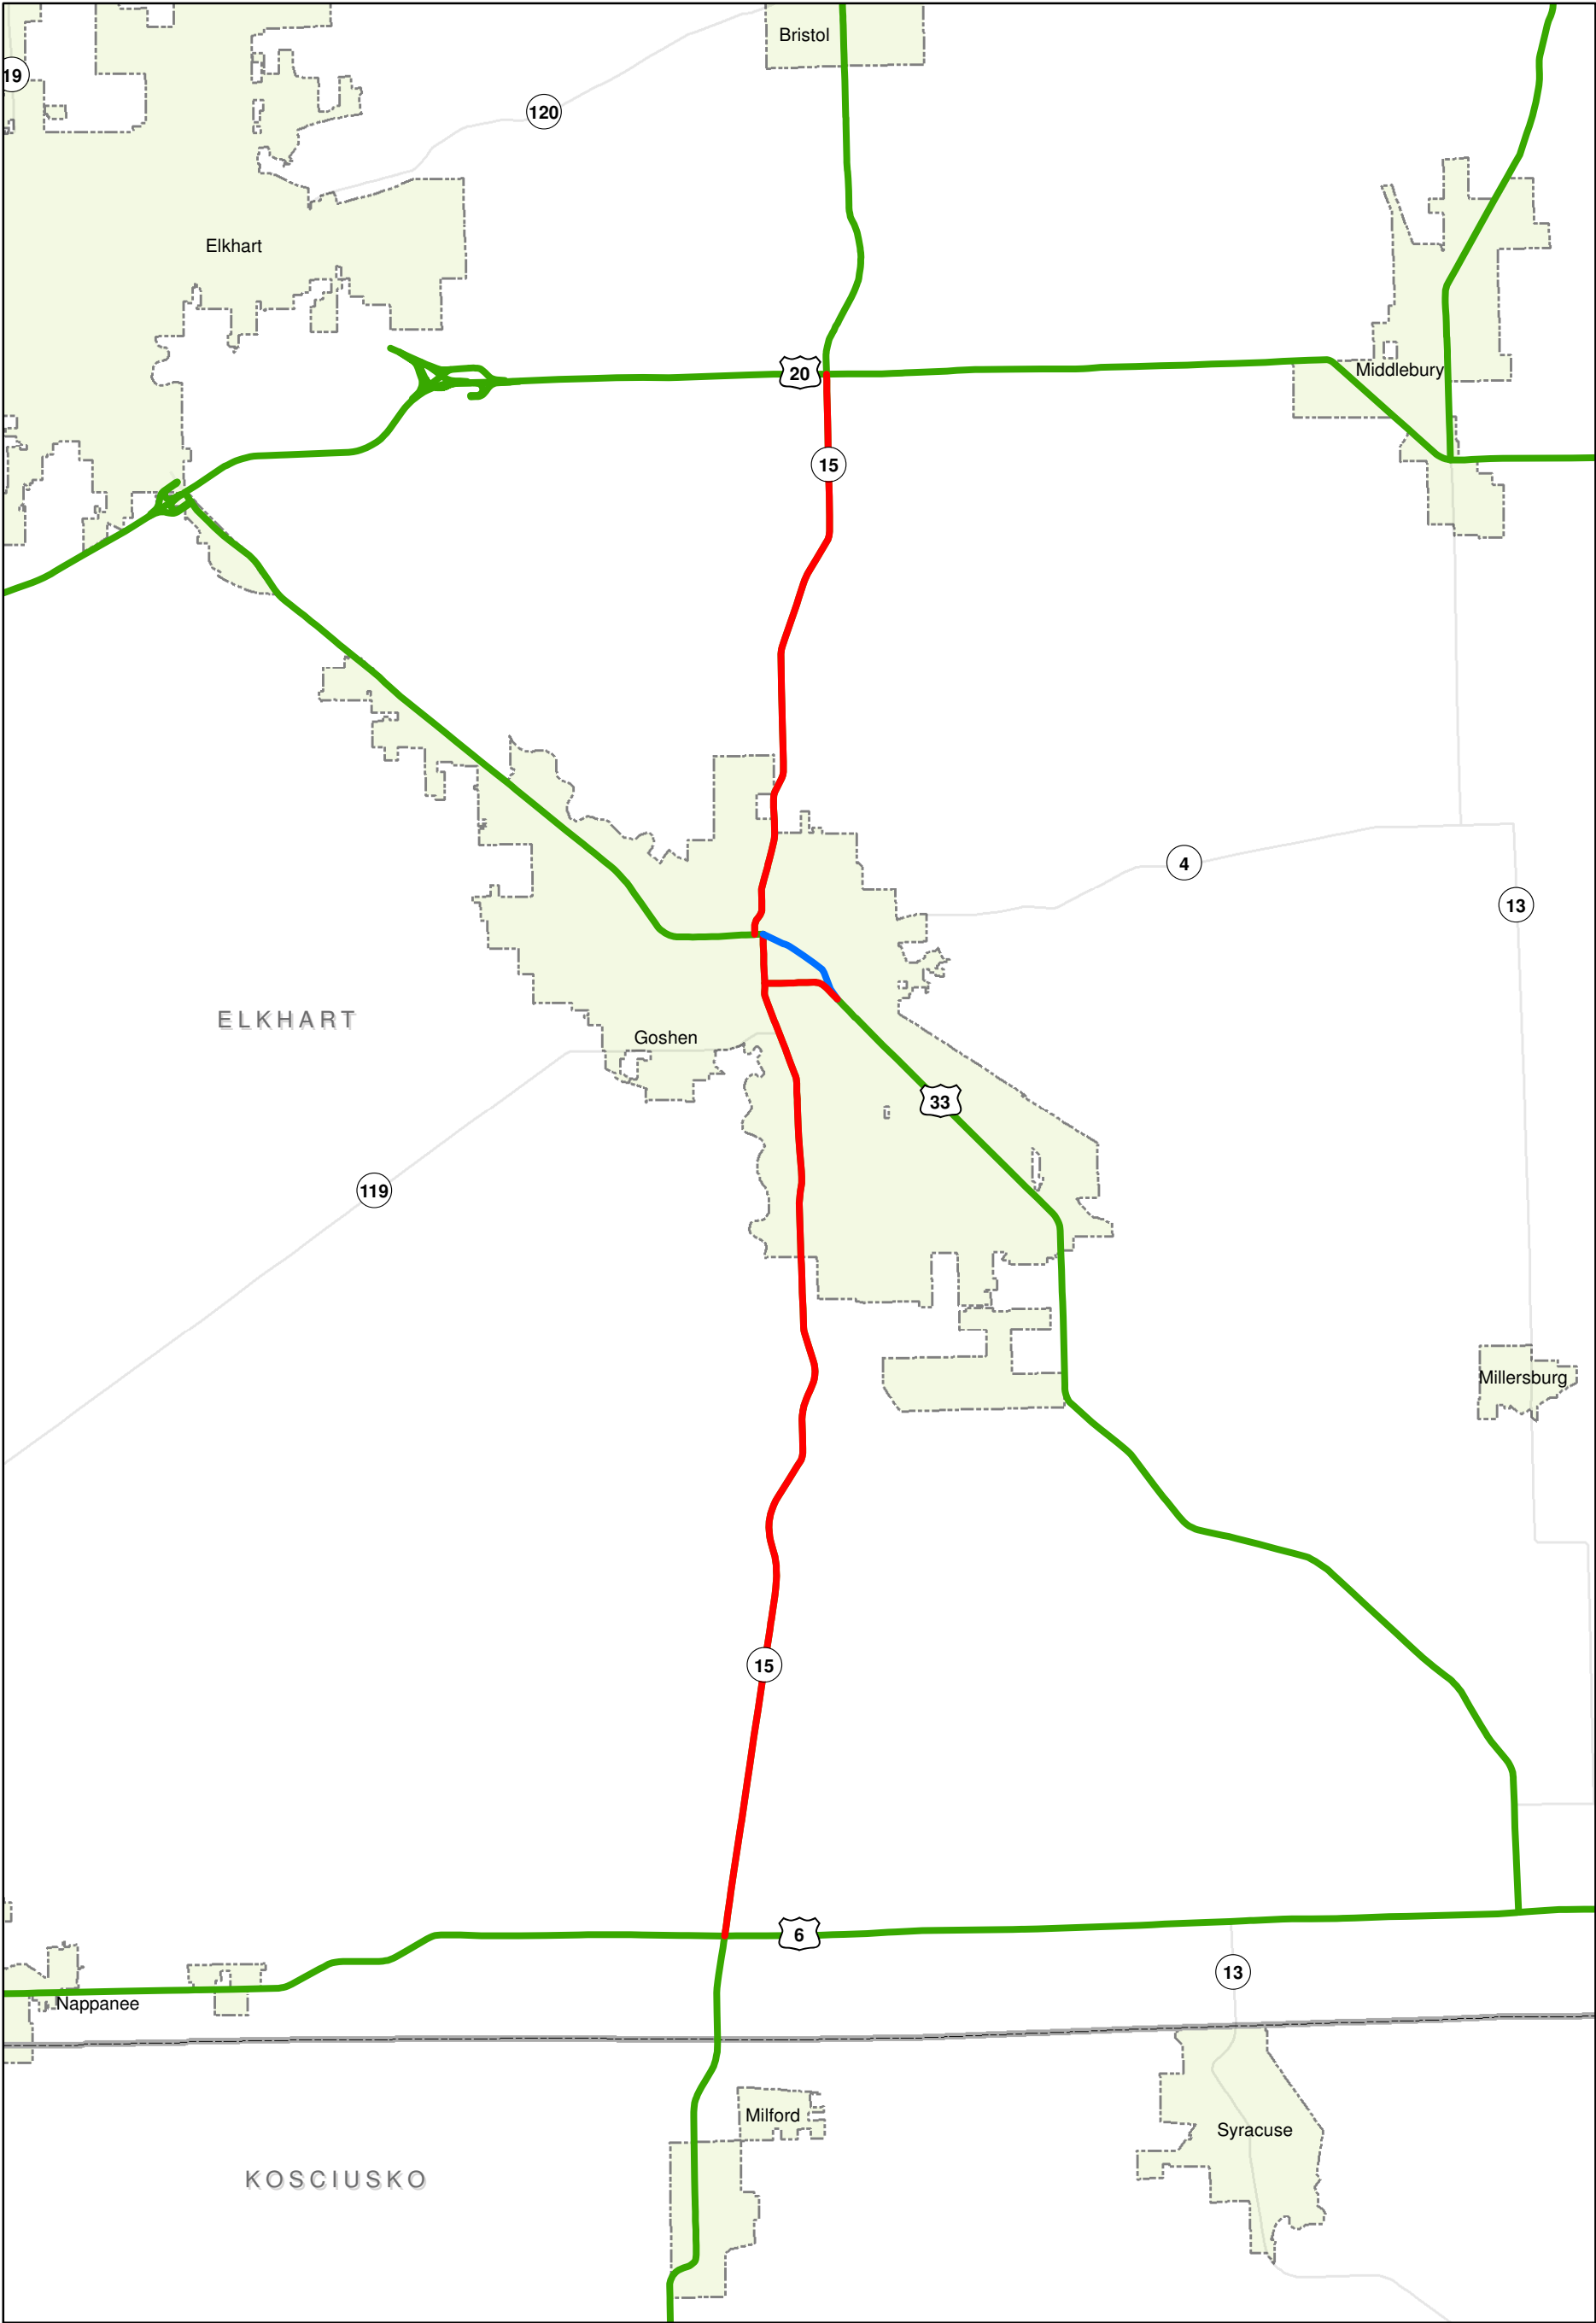 Bristol
19
120
Elkhart
20
Middlebury
15
4
13
ELKHART
Goshen
33
119
Millersburg
15
6
13
Nappanee
Milford
Syracuse
KOSCIUSKO